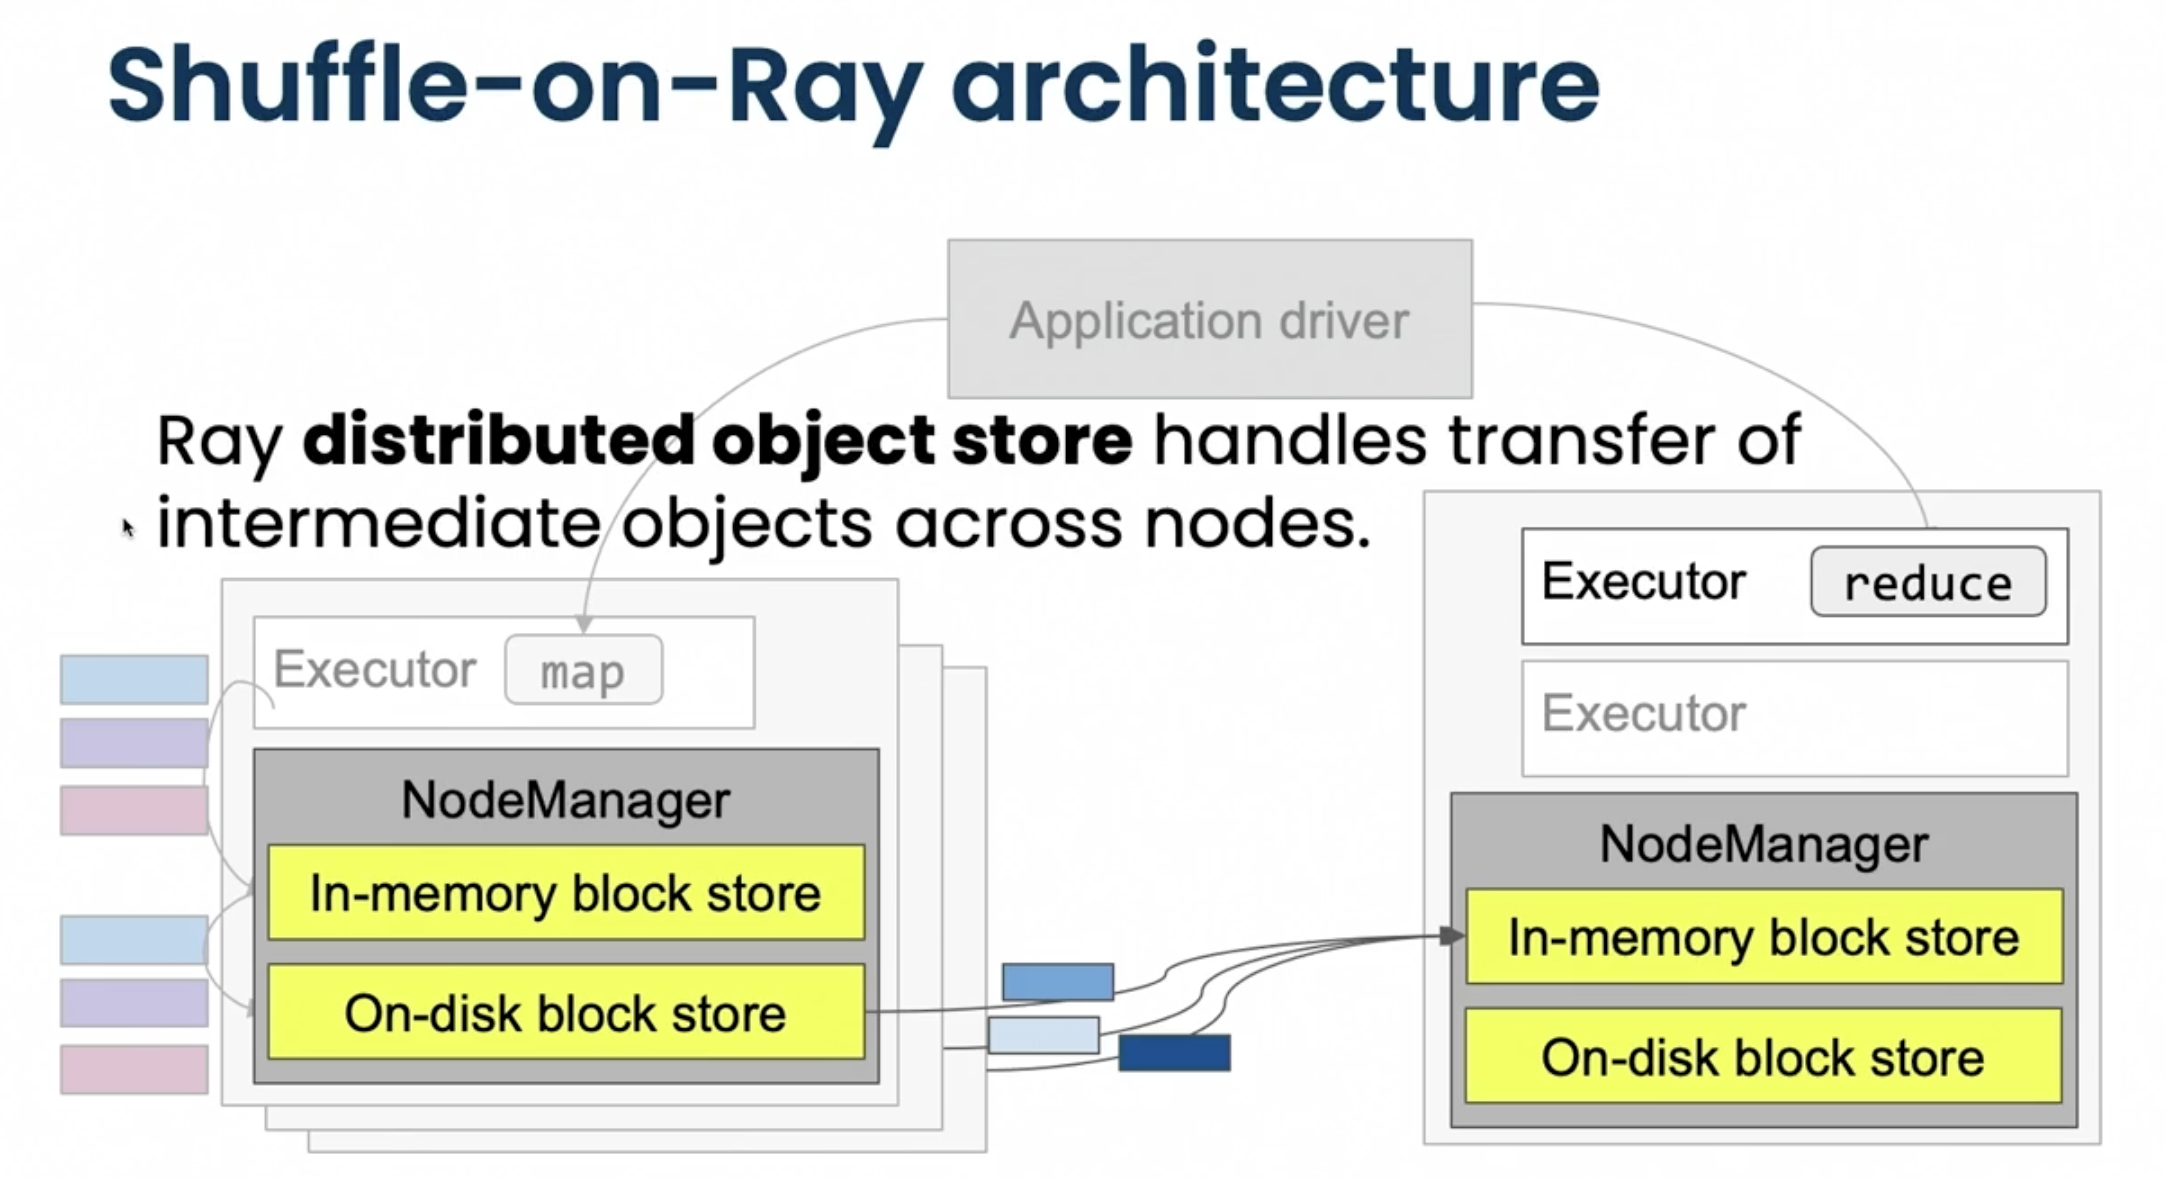 Shuffle-on-Ray architecture
Application driver
Ray distributed object store handles transfer of
intermediate objects across nodes.
Executor map
NodeManager
In-memory block store
On-disk block store
Executor reduce
Executor
NodeManager
In-memory block store
On-disk block store